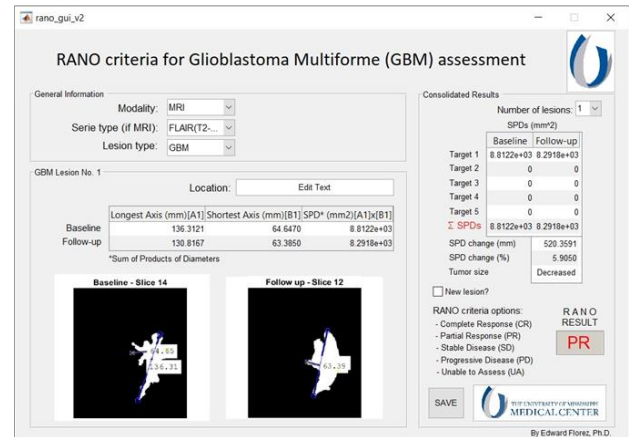 rano_gui_v2
RANO criteria for Glioblastoma Multiforme (GBM) assessment
General Information
Modality: MRI
Serie type (if MRI): FLAIR(T2-...
Lesion type: GBM
GBM Lesion No. 1
Location: Edit Text
Longest Axis (mm)[A1] Shortest Axis (mm)[B1] SPD* (mm2)[A1]x[B1]
Baseline 136.3121 64.6470 8.8122e+03
Follow-up 130.8167 63.3850 8.2918e+03
*Sum of Products of Diameters
Baseline - Slice 14
64.65
136.31
Follow up - Slice 12
63.39
Consolidated Results
Number of lesions: 1
SPDs (mm^2)
Baseline Follow-up
Target 1 8.8122e+03 8.2918e+03
Target 2 0 0
Target 3 0 0
Target 4 0 0
Target 5 0 0
Σ SPDs 8.8122e+03 8.2918e+03
SPD change (mm) 520.3591
SPD change (%) 5.9050
Tumor size Decreased
New lesion?
RANO criteria options:
- Complete Response (CR)
- Partial Response (PR)
- Stable Disease (SD)
- Progressive Disease (PD)
- Unable to Assess (UA)
RANO
RESULT
PR
SAVE
THE UNIVERSITY OF MISSISSIPPI
MEDICAL CENTER
By Edward Florez, Ph.D.